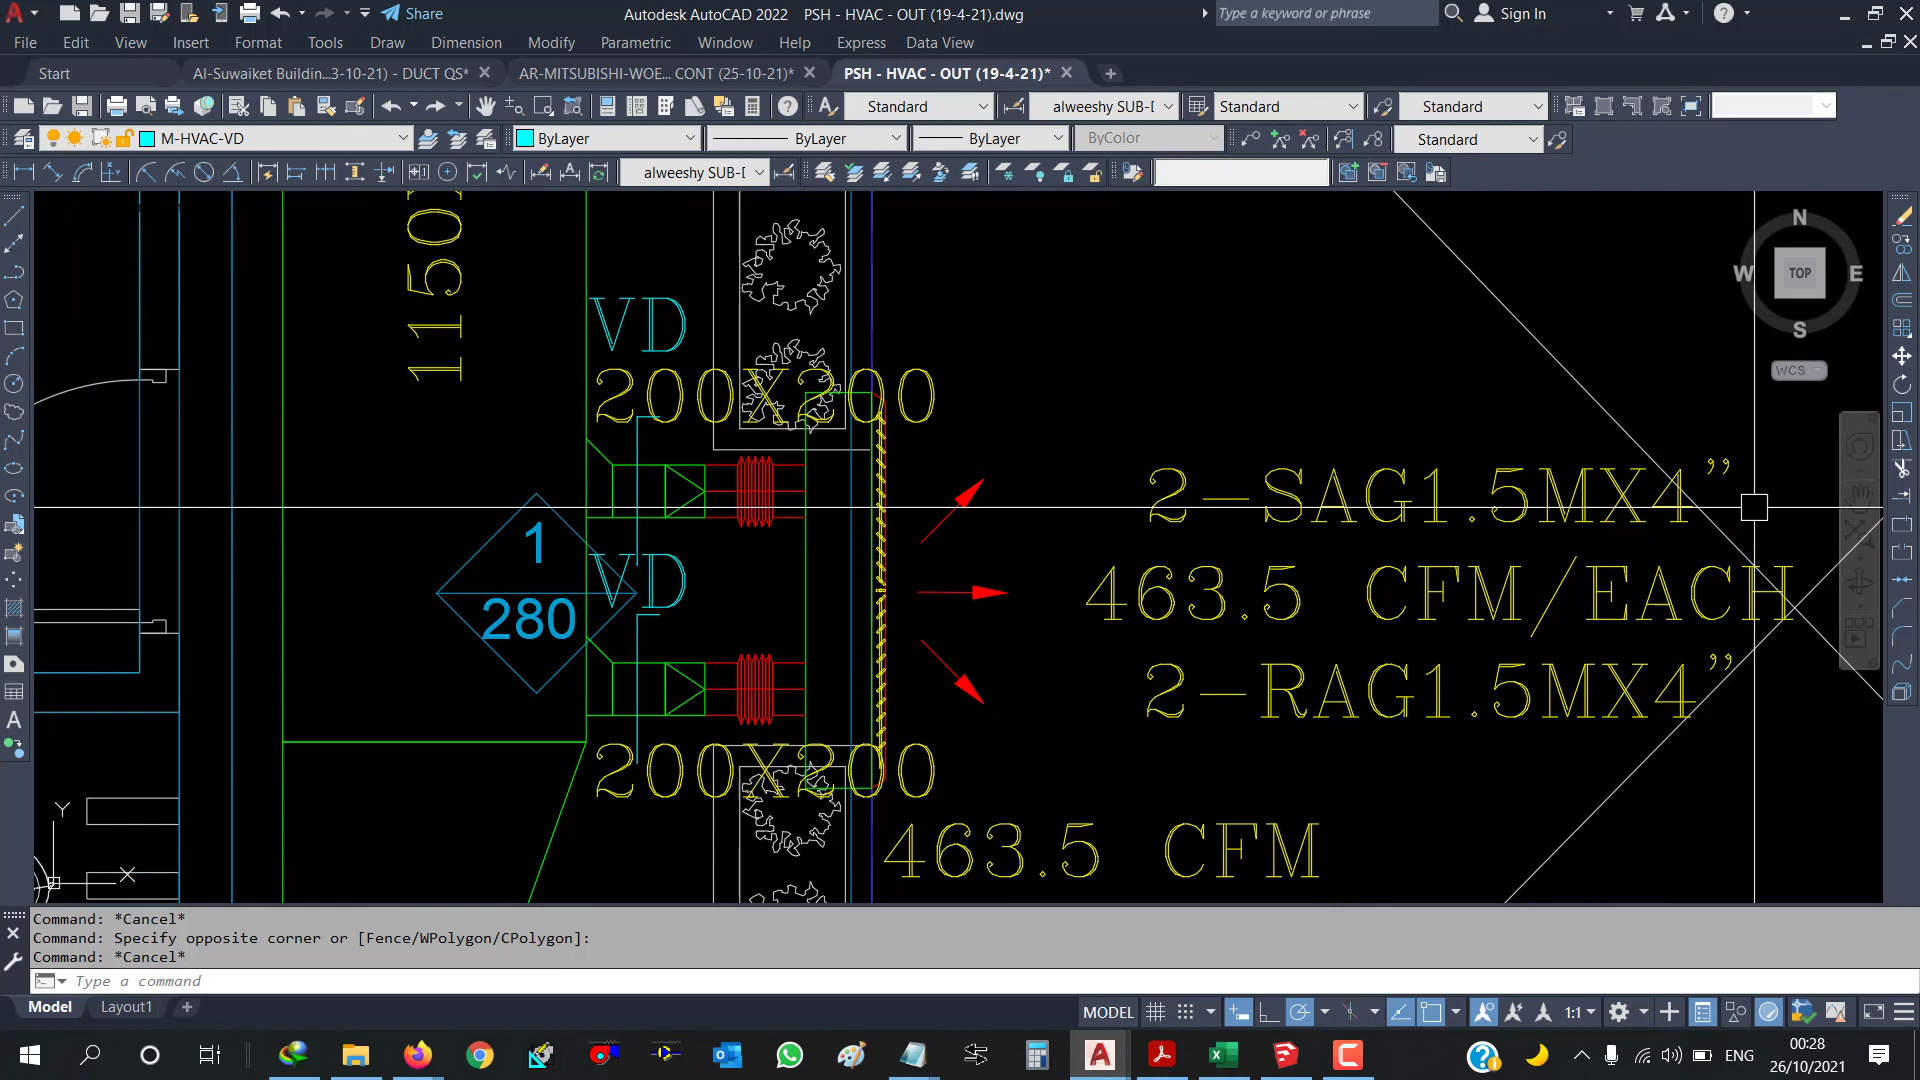 Share
Autodesk AutoCAD 2022 PSH - HVAC - OUT (19-4-21).dwg
Type a keyword or phrase
Sign In
File Edit View Insert Format Tools Draw Dimension Modify Parametric Window Help Express Data View
Start
Al-Suwaiket Buildin...3-10-21) - DUCT QS*
AR-MITSUBISHI-WOE... CONT (25-10-21)*
PSH - HVAC - OUT (19-4-21)*
Standard
alweeshy SUB-D
Standard
Standard
M-HVAC-VD
ByLayer
ByLayer
ByLayer
ByColor
Standard
alweeshy SUB-D
N
W TOP E
S
WCS
VD
200X200
2-SAG1.5MX4”
1
463.5 CFM/EACH
VD
280
2-RAG1.5MX4”
200X200
463.5 CFM
Y
X
Command: *Cancel*
Command: Specify opposite corner or [Fence/WPolygon/CPolygon]:
Command: *Cancel*
Type a command
Model Layout1
MODEL
1:1
ENG
00:28
26/10/2021